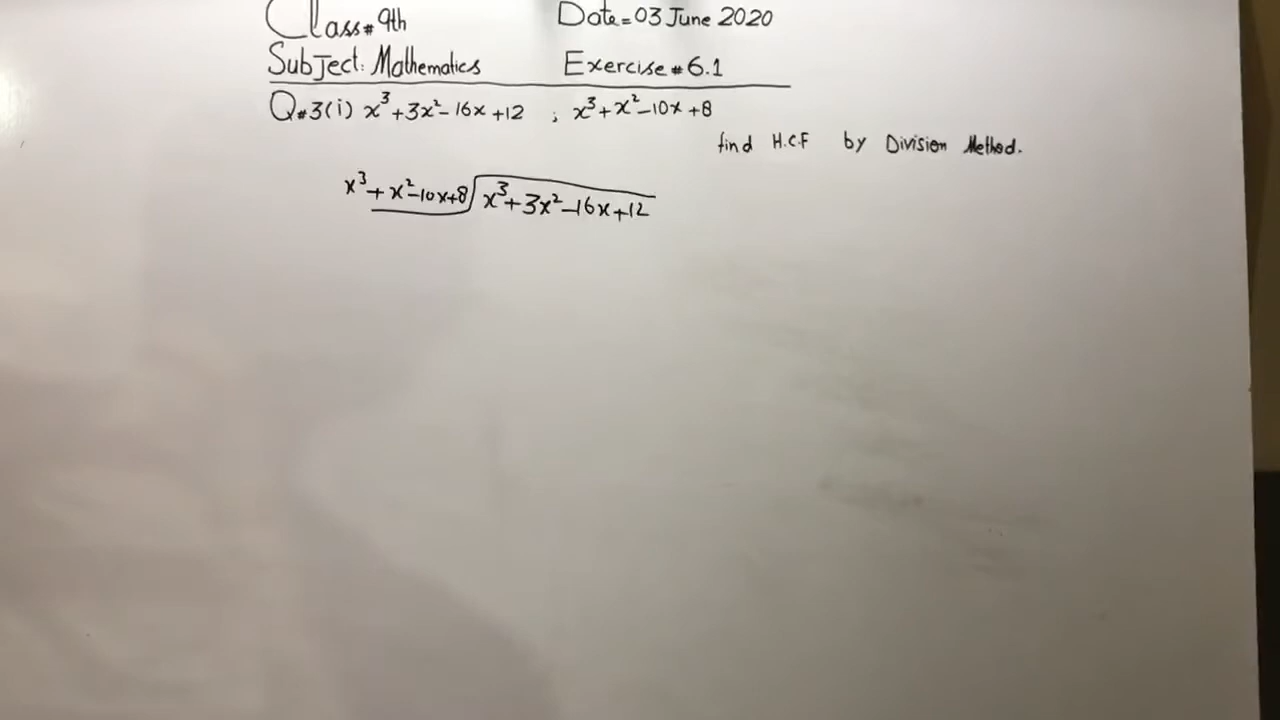 Class# 9th Date=03 June 2020
Subject: Mathematics Exercise#6.1
Q#3(i) x³+3x²-16x+12 ; x³+x²-10x+8
find H.C.F by Division Method.
x³+x²-10x+8 x³+3x²-16x+12